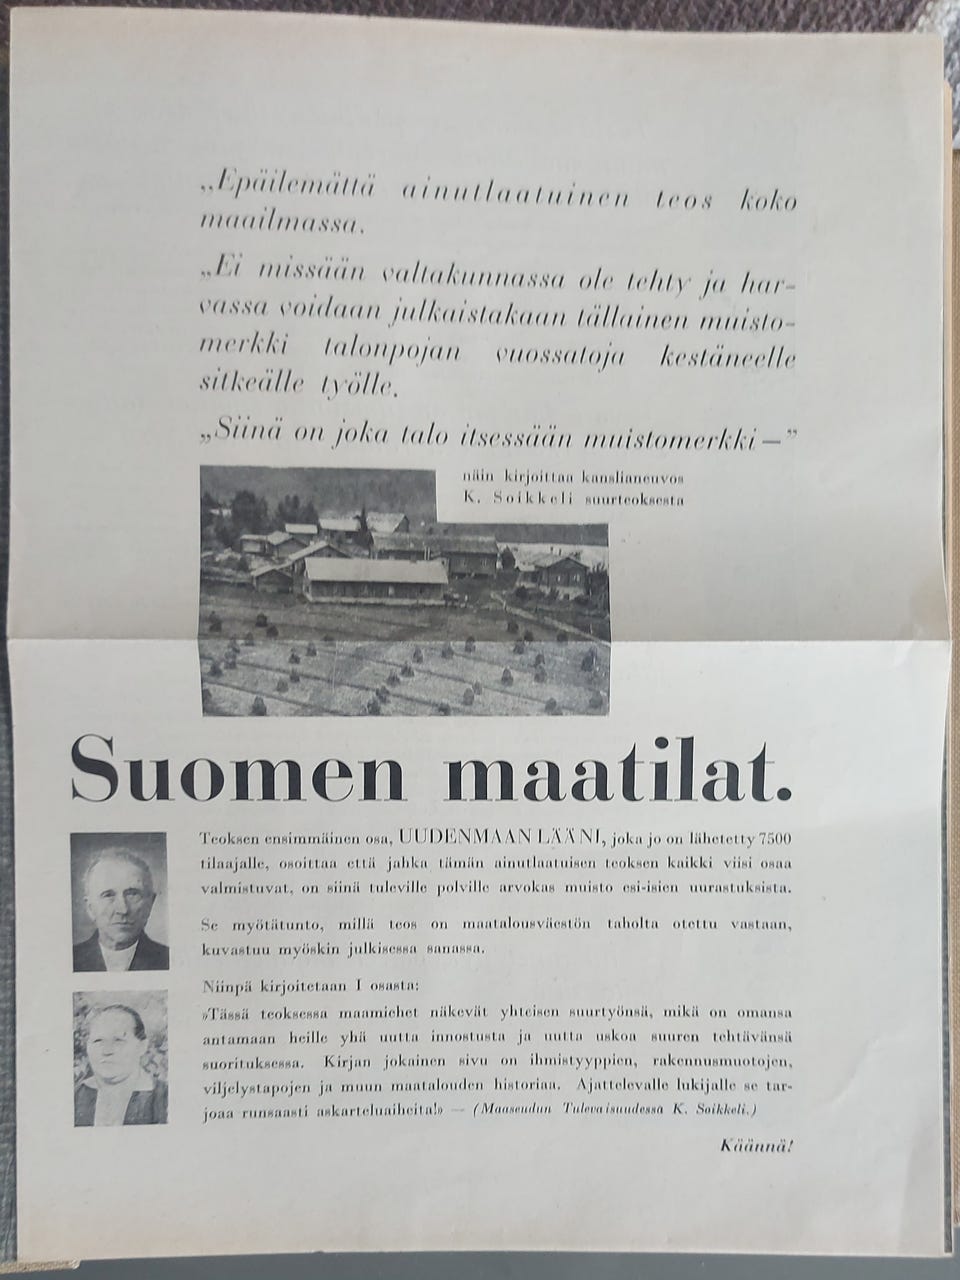 „Epäilemättä ainutlaatuinen teos koko
maailmassa.
„Ei missään valtakunnassa ole tehty ja har-
vassa voidaan julkaistakaan tällainen muisto-
merkki talonpojan vuossatoja kestäneelle
sitkeälle työlle.
„Siinä on joka talo itsessään muistomerkki —”
näin kirjoittaa kanslianeuvos
K. Soikkeli suurteoksesta
Suomen maatilat.
Teoksen ensimmäinen osa, UUDENMAAN LÄÄNI, joka jo on lähetetty 7500
tilaajalle, osoittaa että jahka tämän ainutlaatuisen teoksen kaikki viisi osaa
valmistuvat, on siinä tuleville polville arvokas muisto esi-isien uurastuksista.
Se myötätunto, millä teos on maatalousväestön taholta otettu vastaan,
kuvastuu myöskin julkisessa sanassa.
Niinpä kirjoitetaan I osasta:
»Tässä teoksessa maamiehet näkevät yhteisen suurtyönsä, mikä on omansa
antamaan heille yhä uutta innostusta ja uutta uskoa suuren tehtävänsä
suorituksessa. Kirjan jokainen sivu on ihmistyyppien, rakennusmuotojen,
viljelystapojen ja muun maatalouden historiaa. Ajattelevalle lukijalle se tar-
joaa runsaasti askarteluaiheita!» — (Maaseudun Tulevaisuudessa K. Soikkeli.)
Käännä!